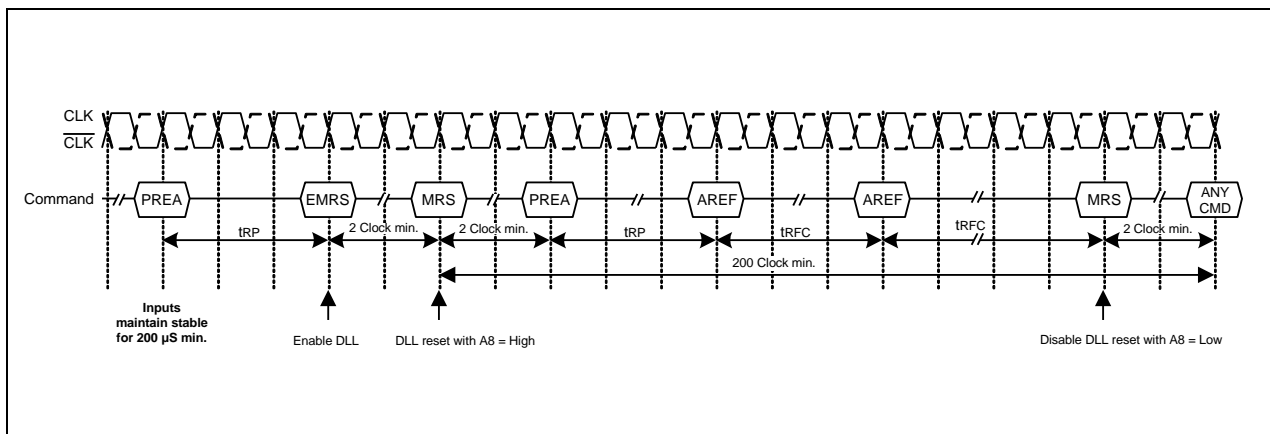 CLK
CLK
Command
PREA
EMRS
MRS
PREA
AREF
AREF
MRS
ANY
CMD
tRP
2 Clock min.
2 Clock min.
tRP
tRFC
tRFC
2 Clock min.
200 Clock min.
Inputs
maintain stable
for 200 µS min.
Enable DLL
DLL reset with A8 = High
Disable DLL reset with A8 = Low